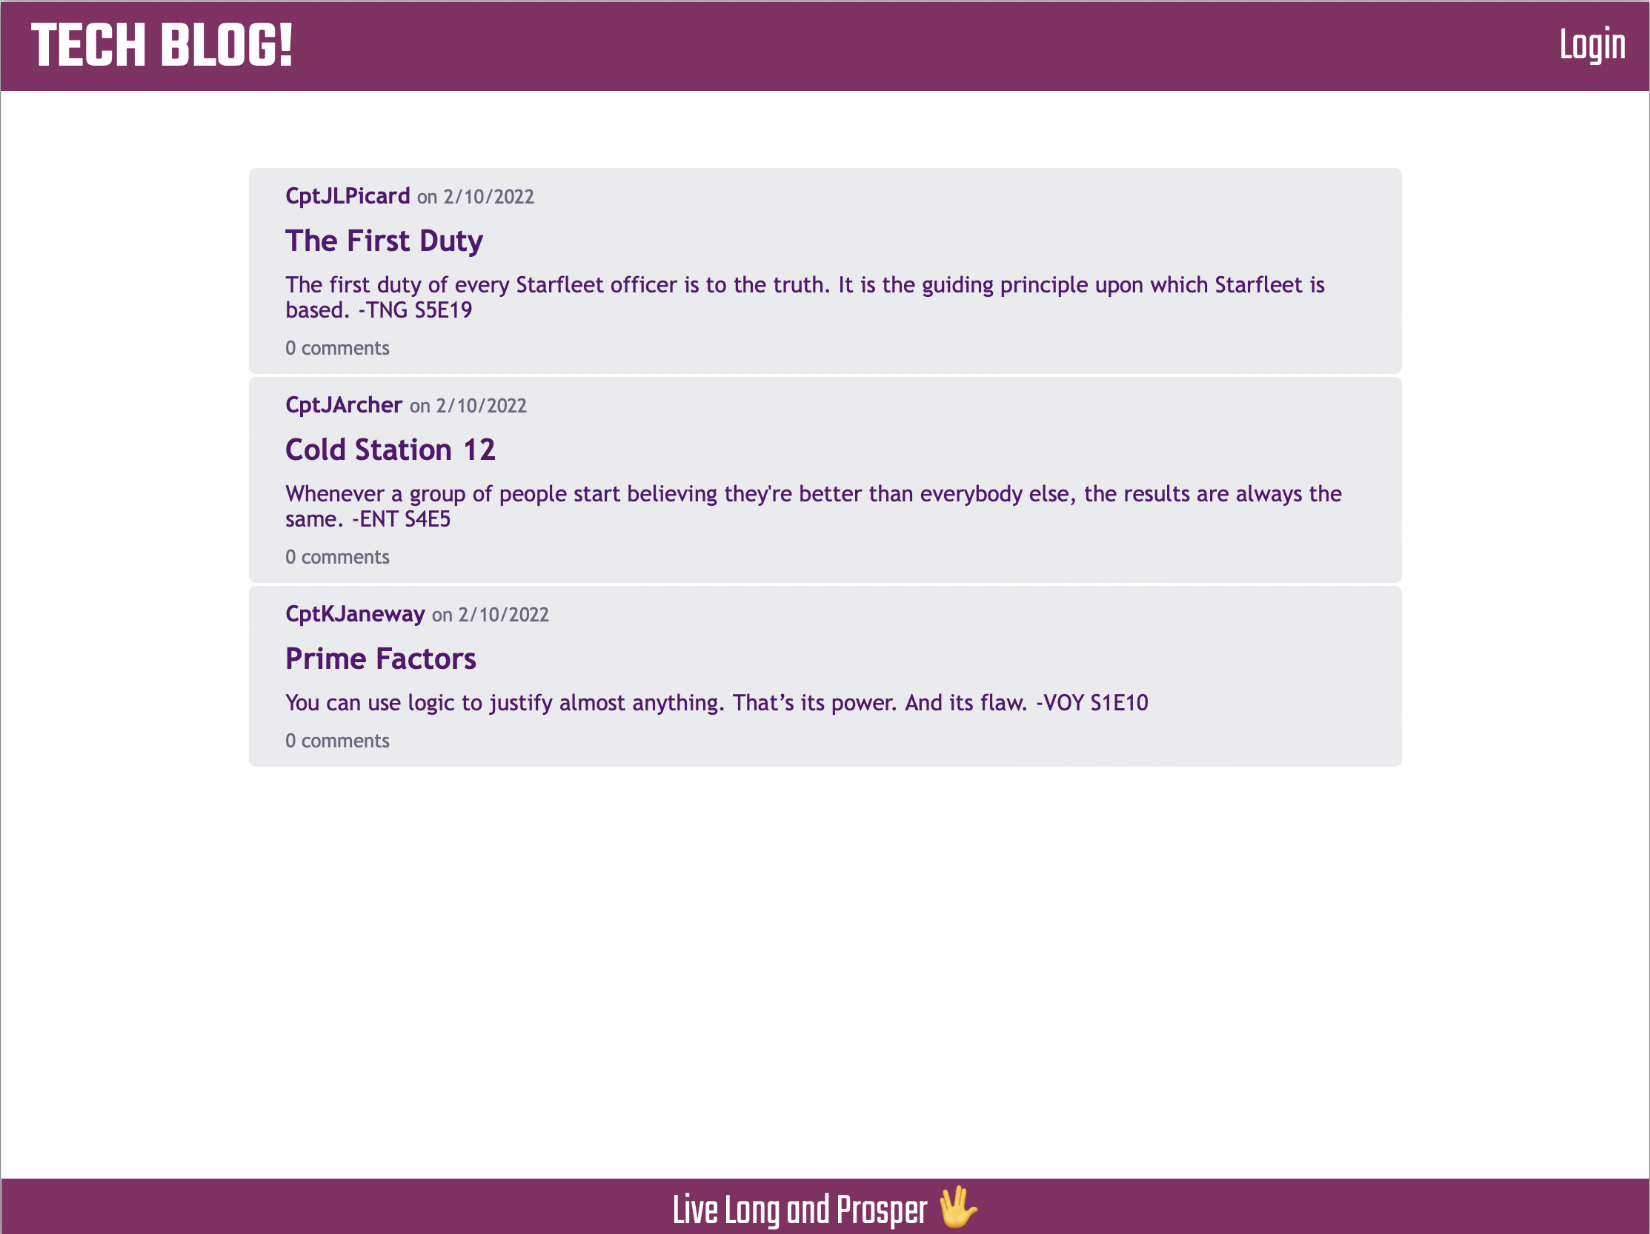 TECH BLOG!
Login
CptJLPicard on 2/10/2022
The First Duty
The first duty of every Starfleet officer is to the truth. It is the guiding principle upon which Starfleet is
based. -TNG S5E19
0 comments
CptJArcher on 2/10/2022
Cold Station 12
Whenever a group of people start believing they're better than everybody else, the results are always the
same. -ENT S4E5
0 comments
CptKJaneway on 2/10/2022
Prime Factors
You can use logic to justify almost anything. That’s its power. And its flaw. -VOY S1E10
0 comments
Live Long and Prosper 🖖